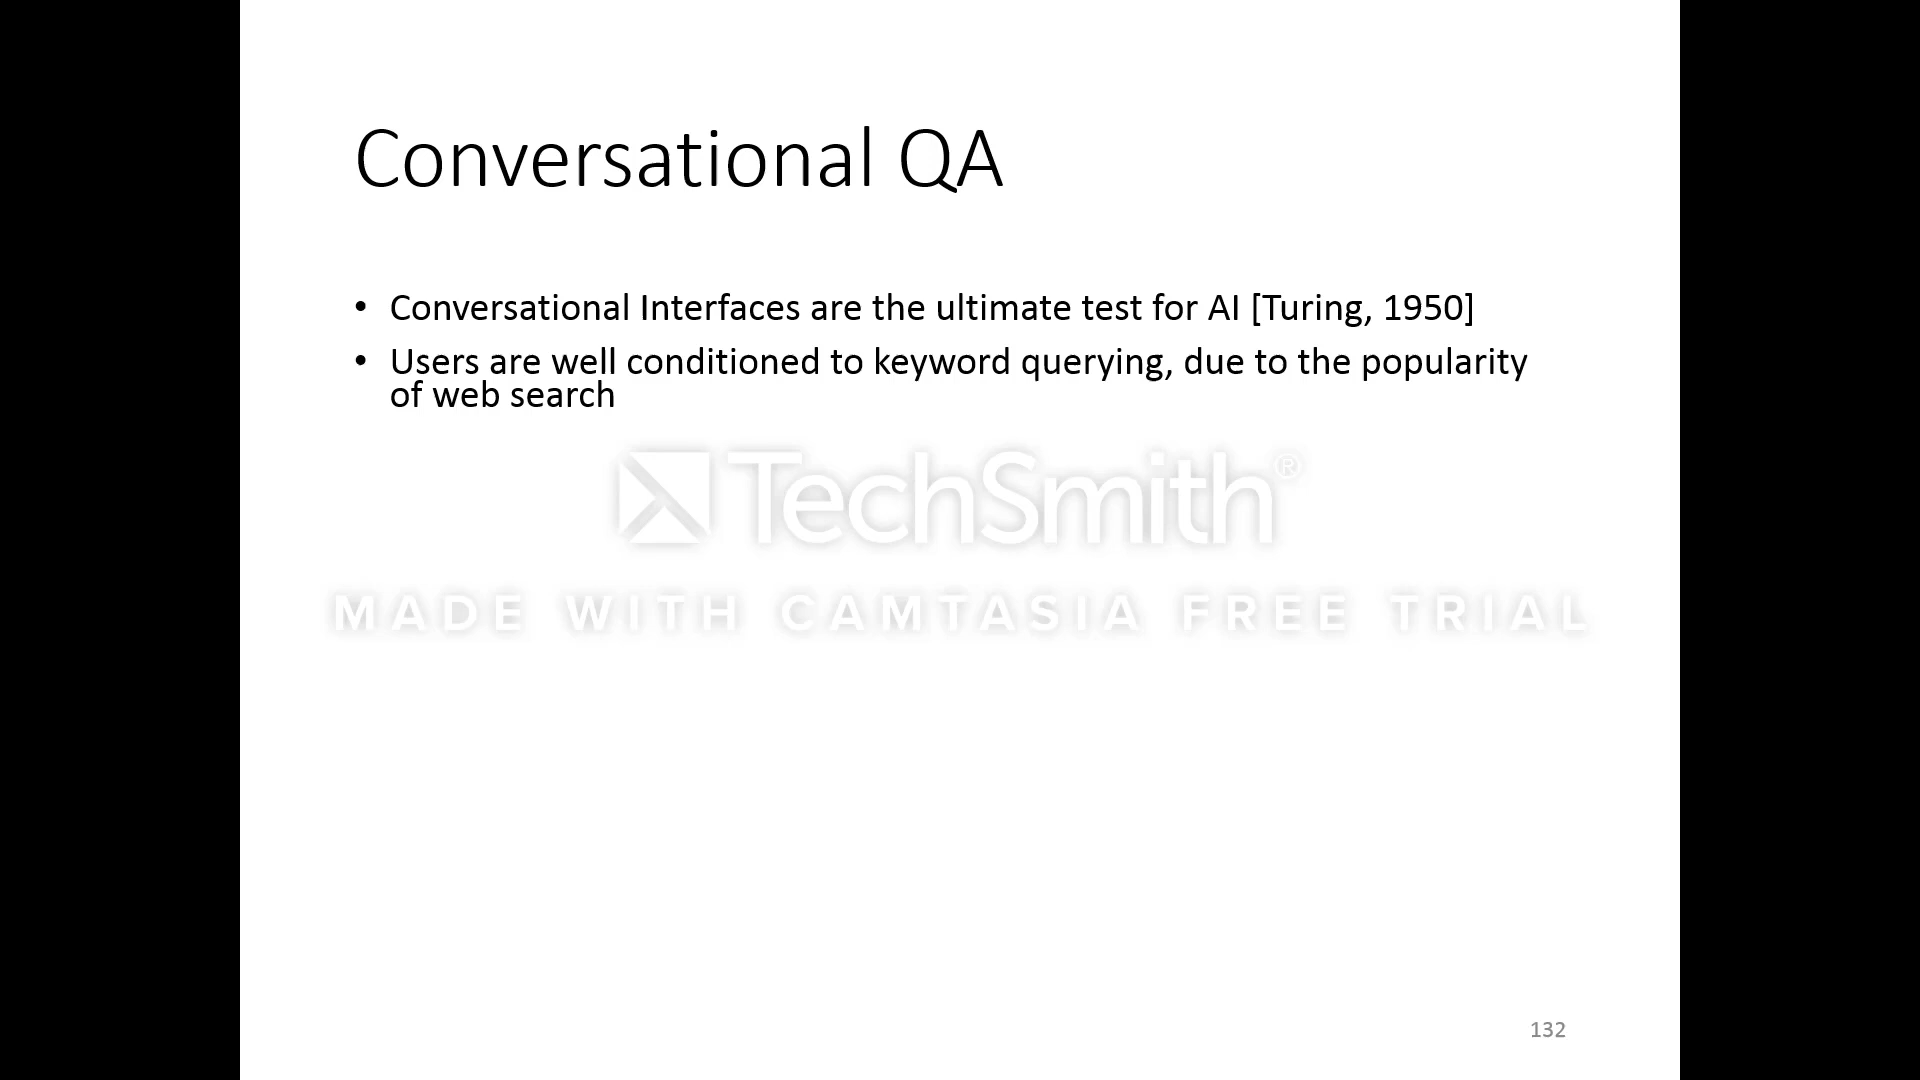 Conversational QA
• Conversational Interfaces are the ultimate test for AI [Turing, 1950]
• Users are well conditioned to keyword querying, due to the popularity
of web search
TechSmith®
MADE WITH CAMTASIA FREE TRIAL
132